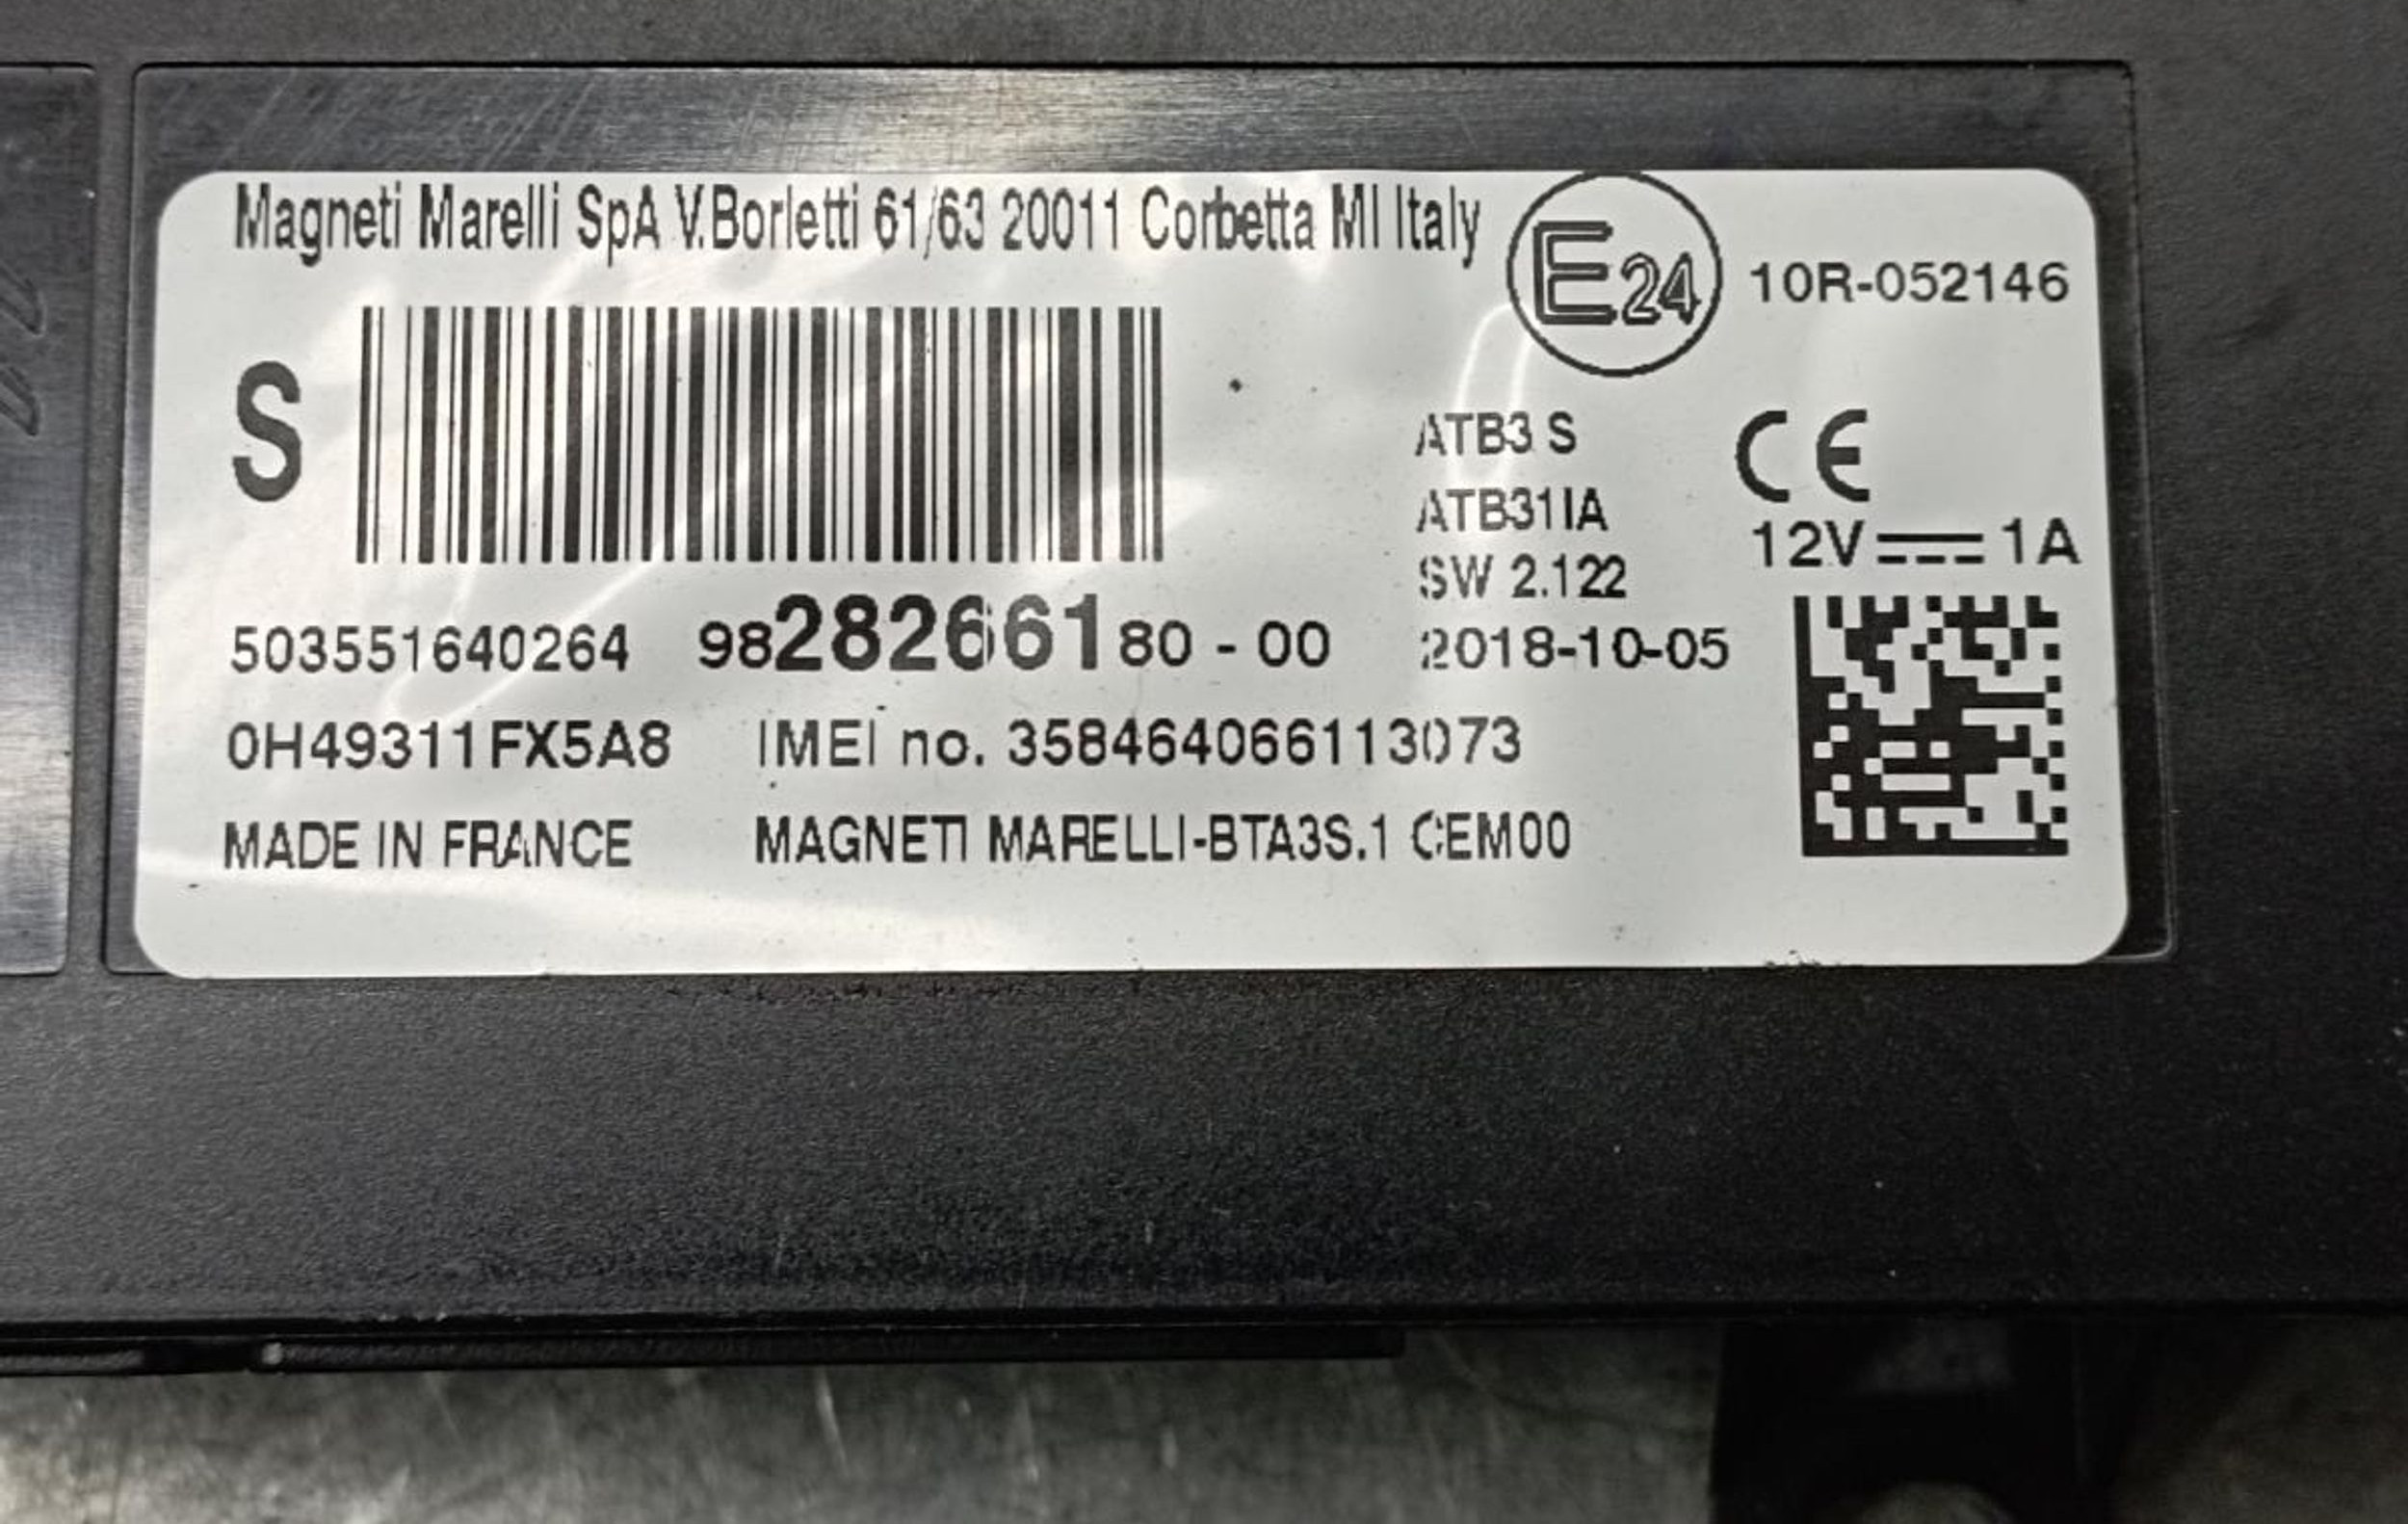 Magneti Marelli SpA V.Borletti 61/63 20011 Corbetta MI Italy
E24 10R-052146
S
ATB3 S
CE
ATB311A
12V 1A
SW 2.122
503551640264 9828266180 - 00 2018-10-05
0H49311FX5A8 IMEI no. 358464066113073
MADE IN FRANCE MAGNETI MARELLI-BTA3S.1 CEM00